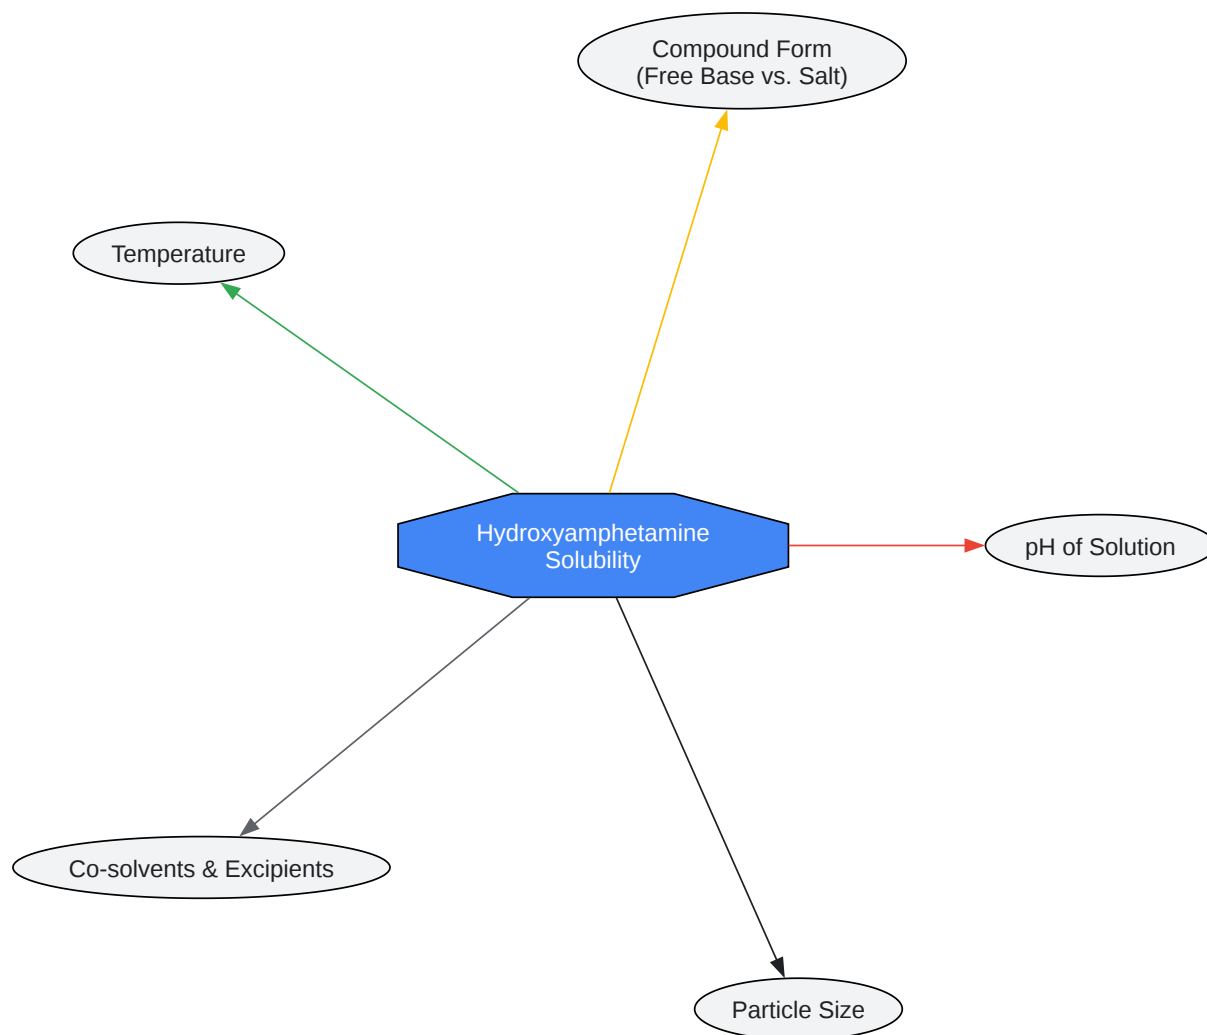 Compound Form
(Free Base vs. Salt)
Temperature
Hydroxyamphetamine
Solubility
pH of Solution
Co-solvents & Excipients
Particle Size